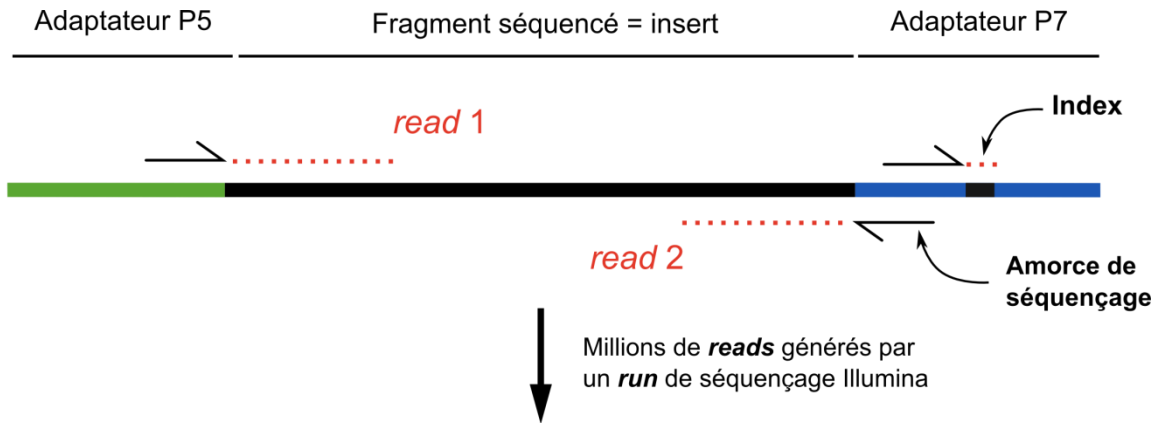 Adaptateur P5
Fragment séquencé = insert
Adaptateur P7
Index
read 1
read 2
Amorce de
séquençage
Millions de reads générés par
un run de séquençage Illumina